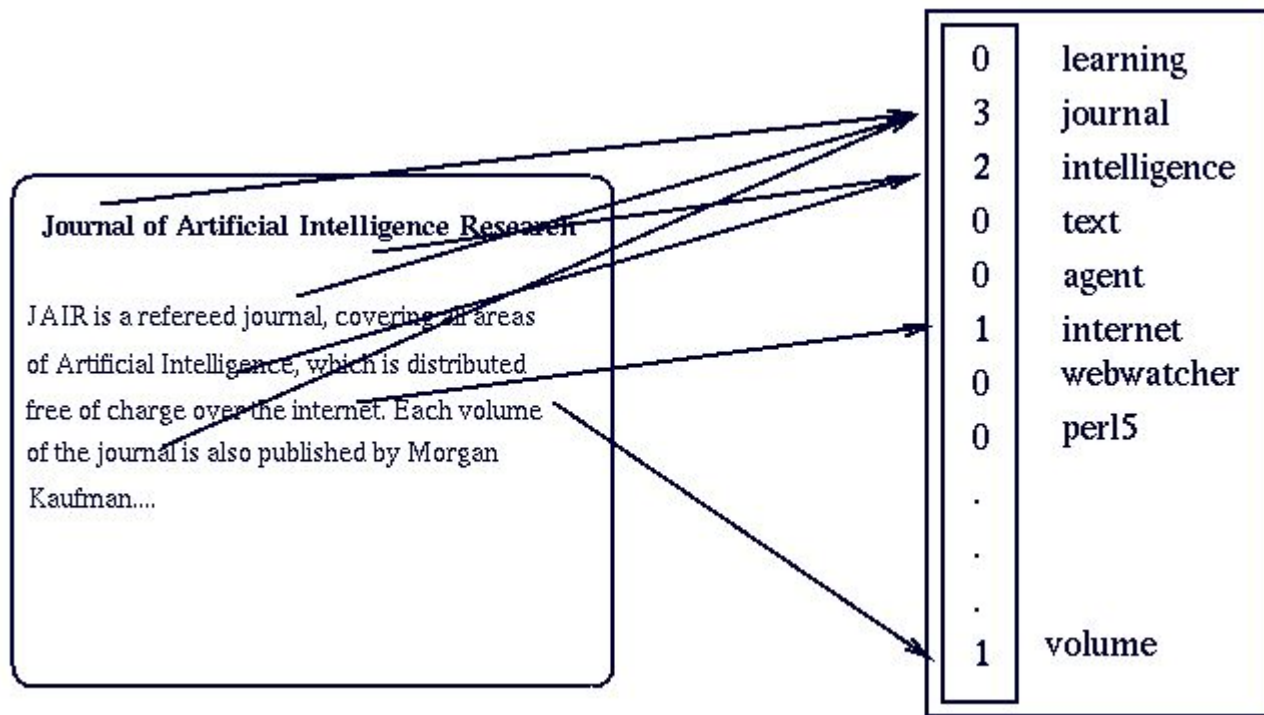 Journal of Artificial Intelligence Research
JAIR is a refereed journal, covering all areas
of Artificial Intelligence, which is distributed
free of charge over the internet. Each volume
of the journal is also published by Morgan
Kaufman....
0 learning
3 journal
2 intelligence
0 text
0 agent
1 internet
0 webwatcher
0 perl5
.
.
.
1 volume